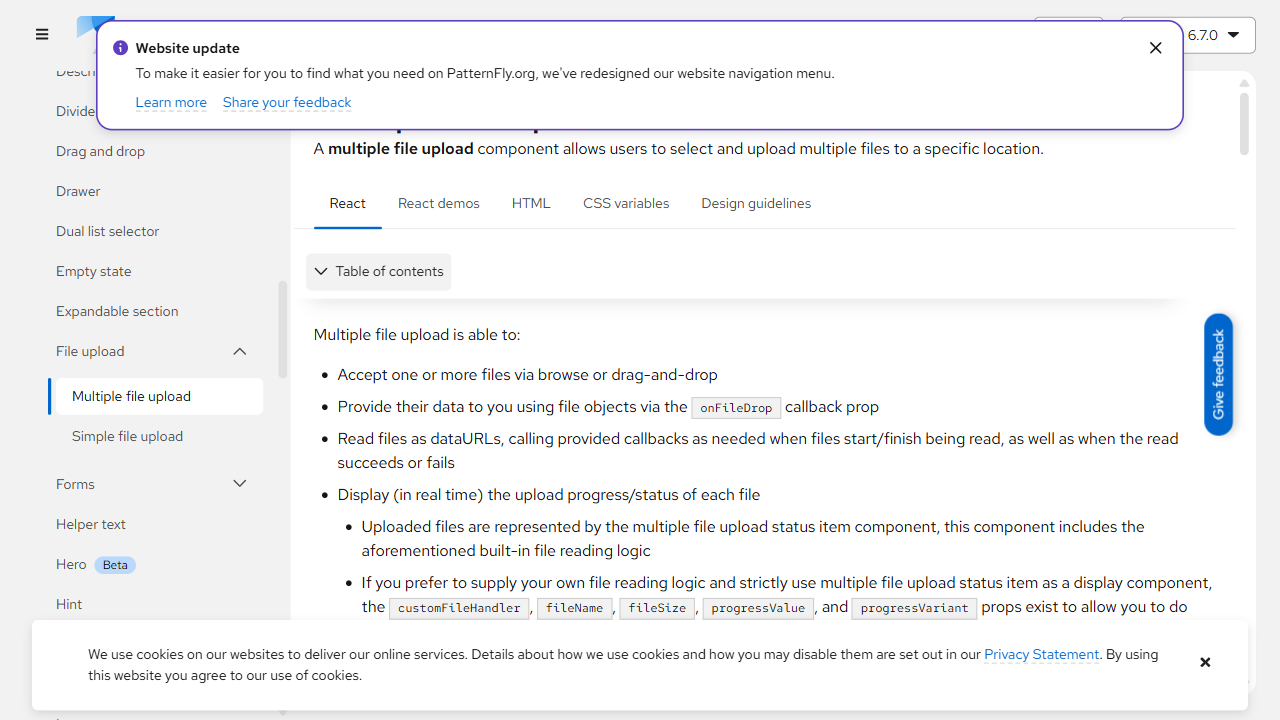 Website update
To make it easier for you to find what you need on PatternFly.org, we've redesigned our website navigation menu.
Learn more Share your feedback
6.7.0
Divide
Drag and drop
Drawer
Dual list selector
Empty state
Expandable section
File upload
Multiple file upload
Simple file upload
Forms
Helper text
Hero Beta
Hint
A multiple file upload component allows users to select and upload multiple files to a specific location.
React React demos HTML CSS variables Design guidelines
Table of contents
Multiple file upload is able to:
• Accept one or more files via browse or drag-and-drop
• Provide their data to you using file objects via the onFileDrop callback prop
• Read files as dataURLs, calling provided callbacks as needed when files start/finish being read, as well as when the read
succeeds or fails
• Display (in real time) the upload progress/status of each file
• Uploaded files are represented by the multiple file upload status item component, this component includes the
aforementioned built-in file reading logic
• If you prefer to supply your own file reading logic and strictly use multiple file upload status item as a display component,
the customFileHandler, fileName, fileSize, progressValue, and progressVariant props exist to allow you to do
Give feedback
We use cookies on our websites to deliver our online services. Details about how we use cookies and how you may disable them are set out in our Privacy Statement. By using
this website you agree to our use of cookies.